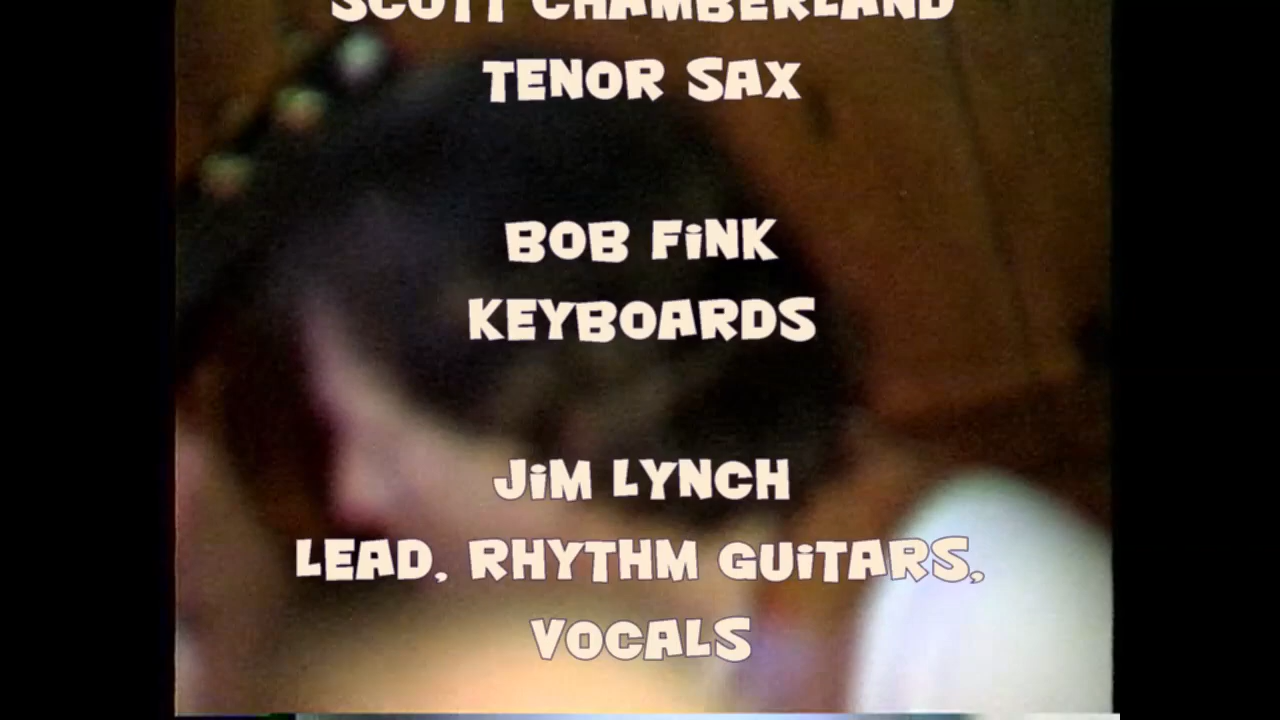 SCOTT CHAMBERLAND
TENOR SAX
BOB FiNK
KEYBOARDS
JiM LYNCH
LEAD, RHYTHM GUiTARS,
VOCALS